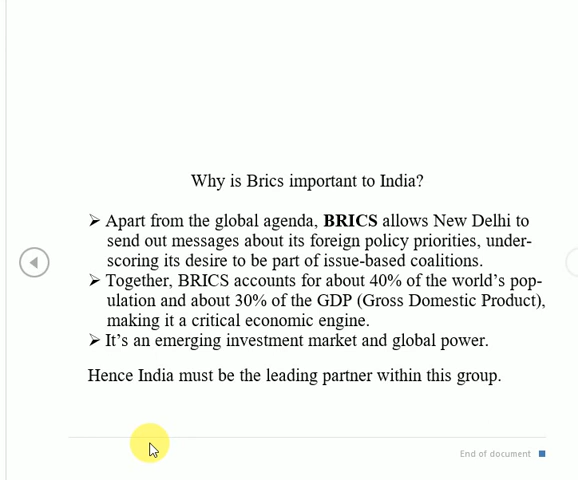 Why is Brics important to India?
➢ Apart from the global agenda, BRICS allows New Delhi to
send out messages about its foreign policy priorities, under-
scoring its desire to be part of issue-based coalitions.
➢ Together, BRICS accounts for about 40% of the world’s pop-
ulation and about 30% of the GDP (Gross Domestic Product),
making it a critical economic engine.
➢ It’s an emerging investment market and global power.
Hence India must be the leading partner within this group.
End of document